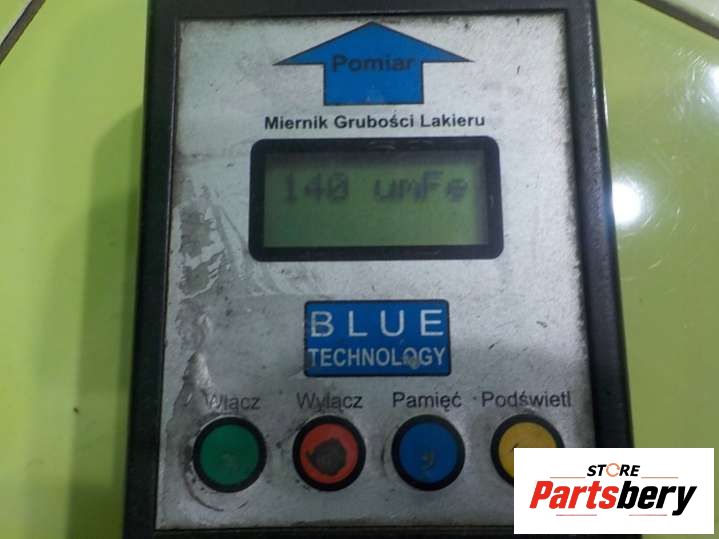 Pomiar
Miernik Grubości Lakieru
140 umFe
BLUE
TECHNOLOGY
Włącz Wyłącz Pamięć Podświetl
STORE
Partsbery